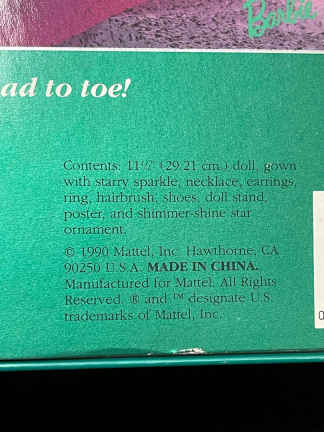 Barbie
ad to toe!
Contents: 11½" (29.21 cm.) doll, gown
with starry sparkle, necklace, earrings,
ring, hairbrush, shoes, doll stand,
poster, and shimmer-shine star
ornament.
© 1990 Mattel, Inc. Hawthorne, CA
90250 U.S.A. MADE IN CHINA.
Manufactured for Mattel. All Rights
Reserved. ® and ™ designate U.S.
trademarks of Mattel, Inc.
0